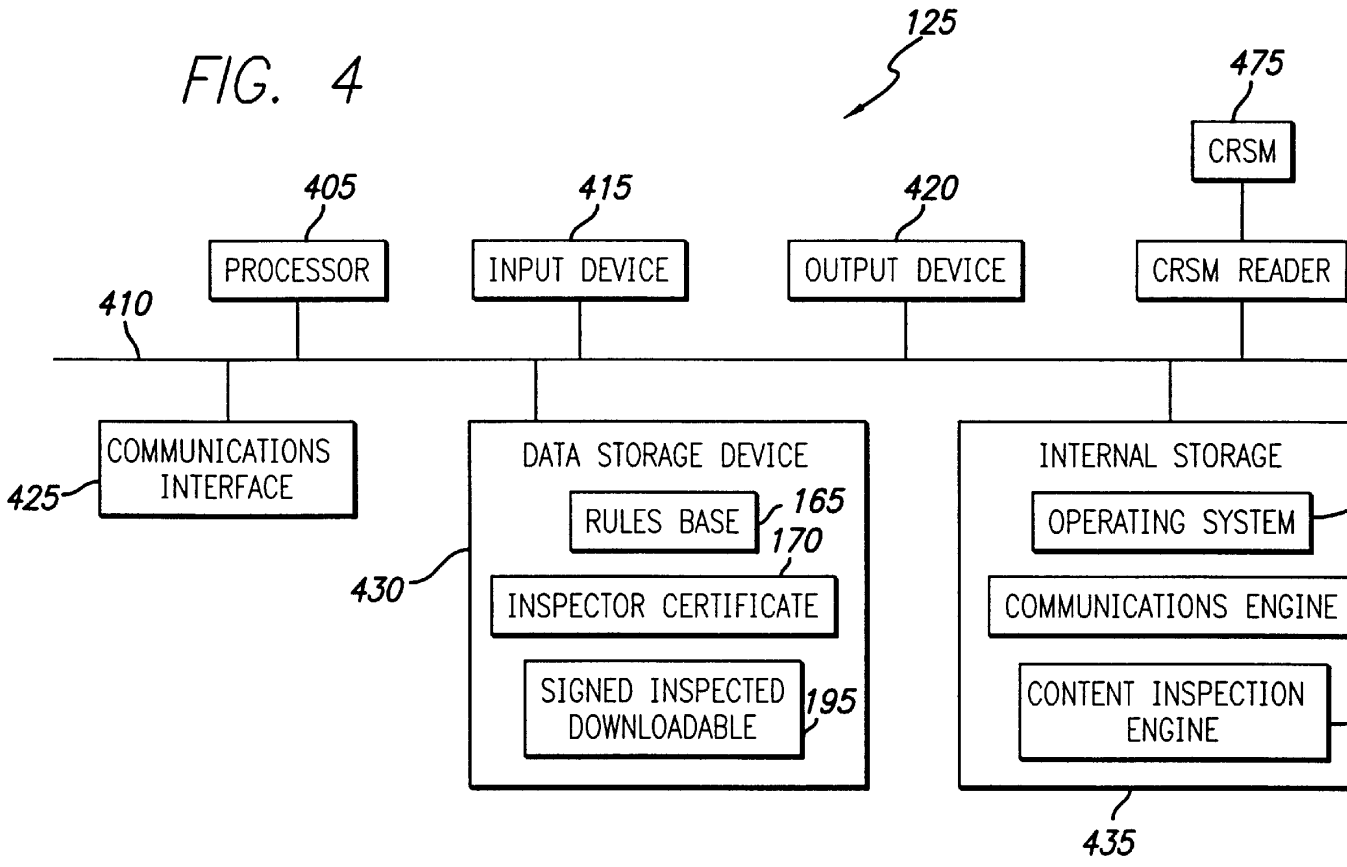 FIG. 4
125
475
CRSM
405
415
420
PROCESSOR
INPUT DEVICE
OUTPUT DEVICE
CRSM READER
410
COMMUNICATIONS
INTERFACE
425
DATA STORAGE DEVICE
RULES BASE
165
170
INSPECTOR CERTIFICATE
430
SIGNED INSPECTED
DOWNLOADABLE
195
INTERNAL STORAGE
OPERATING SYSTEM
COMMUNICATIONS ENGINE
CONTENT INSPECTION
ENGINE
435